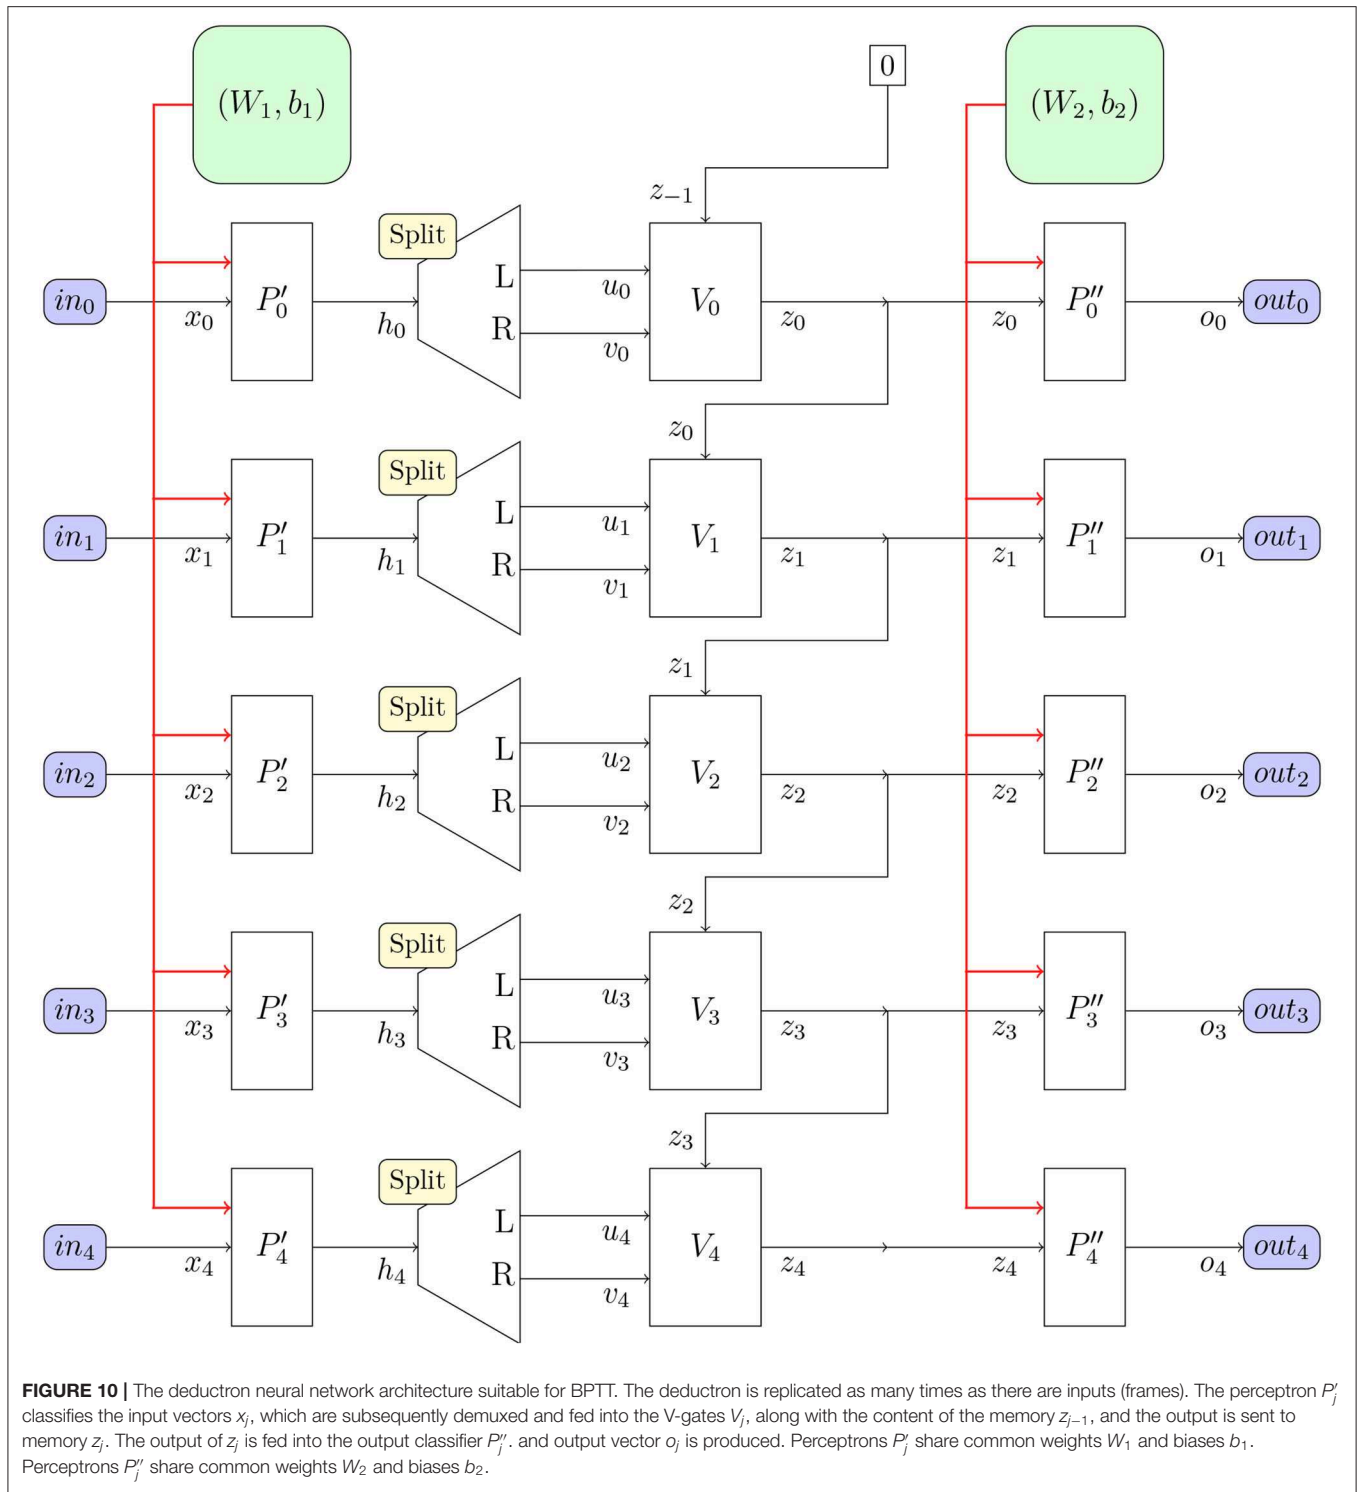 (W₁, b₁)
0
(W₂, b₂)
z₋₁
Split
in₀
x₀
P′₀
h₀
L
R
u₀
v₀
V₀
z₀
z₀
P″₀
o₀
out₀
z₀
Split
in₁
x₁
P′₁
h₁
L
R
u₁
v₁
V₁
z₁
z₁
P″₁
o₁
out₁
z₁
Split
in₂
x₂
P′₂
h₂
L
R
u₂
v₂
V₂
z₂
z₂
P″₂
o₂
out₂
z₂
Split
in₃
x₃
P′₃
h₃
L
R
u₃
v₃
V₃
z₃
z₃
P″₃
o₃
out₃
z₃
Split
in₄
x₄
P′₄
h₄
L
R
u₄
v₄
V₄
z₄
z₄
P″₄
o₄
out₄
FIGURE 10 | The deductron neural network architecture suitable for BPTT. The deductron is replicated as many times as there are inputs (frames). The perceptron P′ⱼ
classifies the input vectors xⱼ, which are subsequently demuxed and fed into the V-gates Vⱼ, along with the content of the memory zⱼ₋₁, and the output is sent to
memory zⱼ. The output of zⱼ is fed into the output classifier P″ⱼ. and output vector oⱼ is produced. Perceptrons P′ⱼ share common weights W₁ and biases b₁.
Perceptrons P″ⱼ share common weights W₂ and biases b₂.